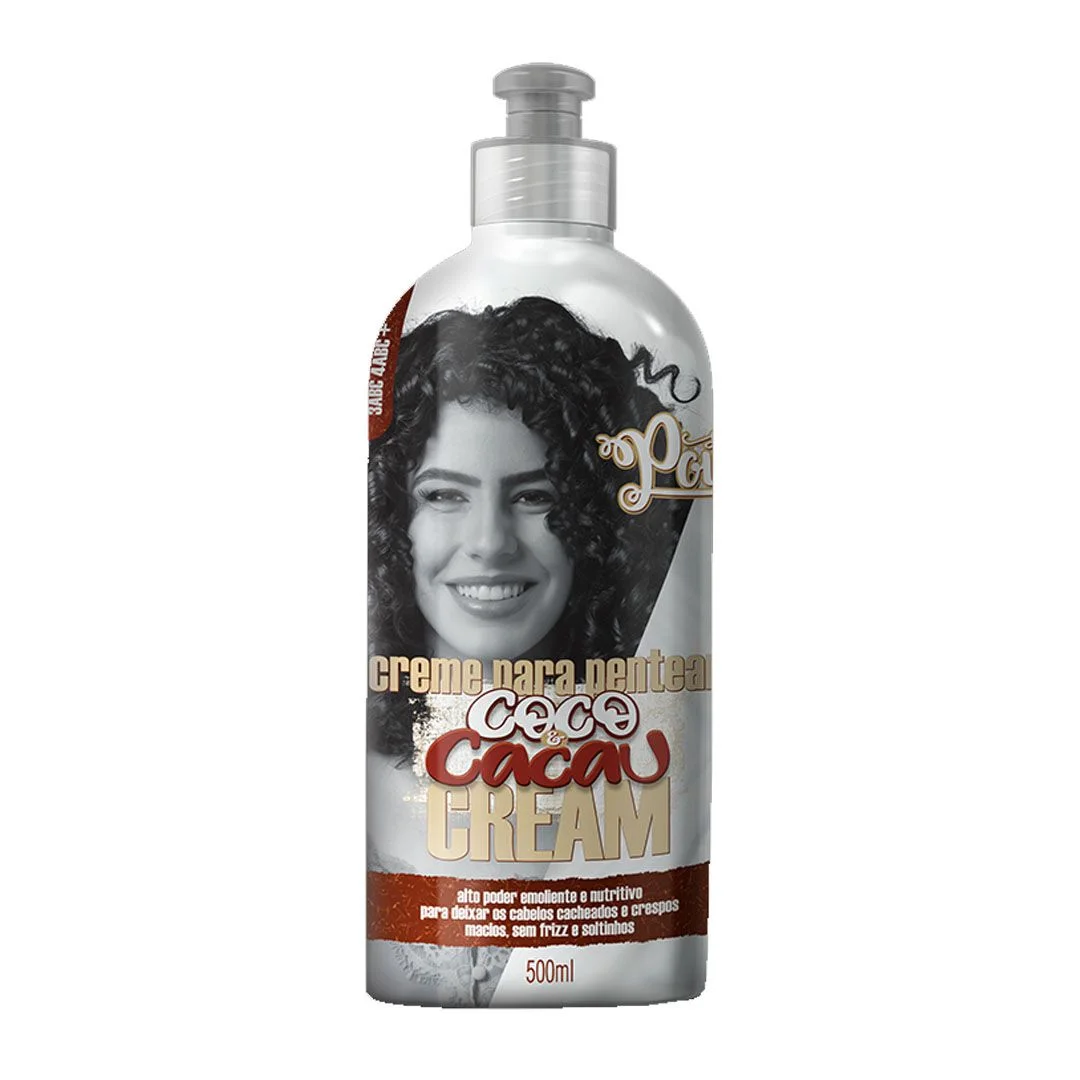 3ABC 4ABC +
creme para pentear
COCO
&
Cacau
CREAM
alto poder emoliente e nutritivo
para deixar os cabelos cacheados e crespos
macios, sem frizz e soltinhos
500ml